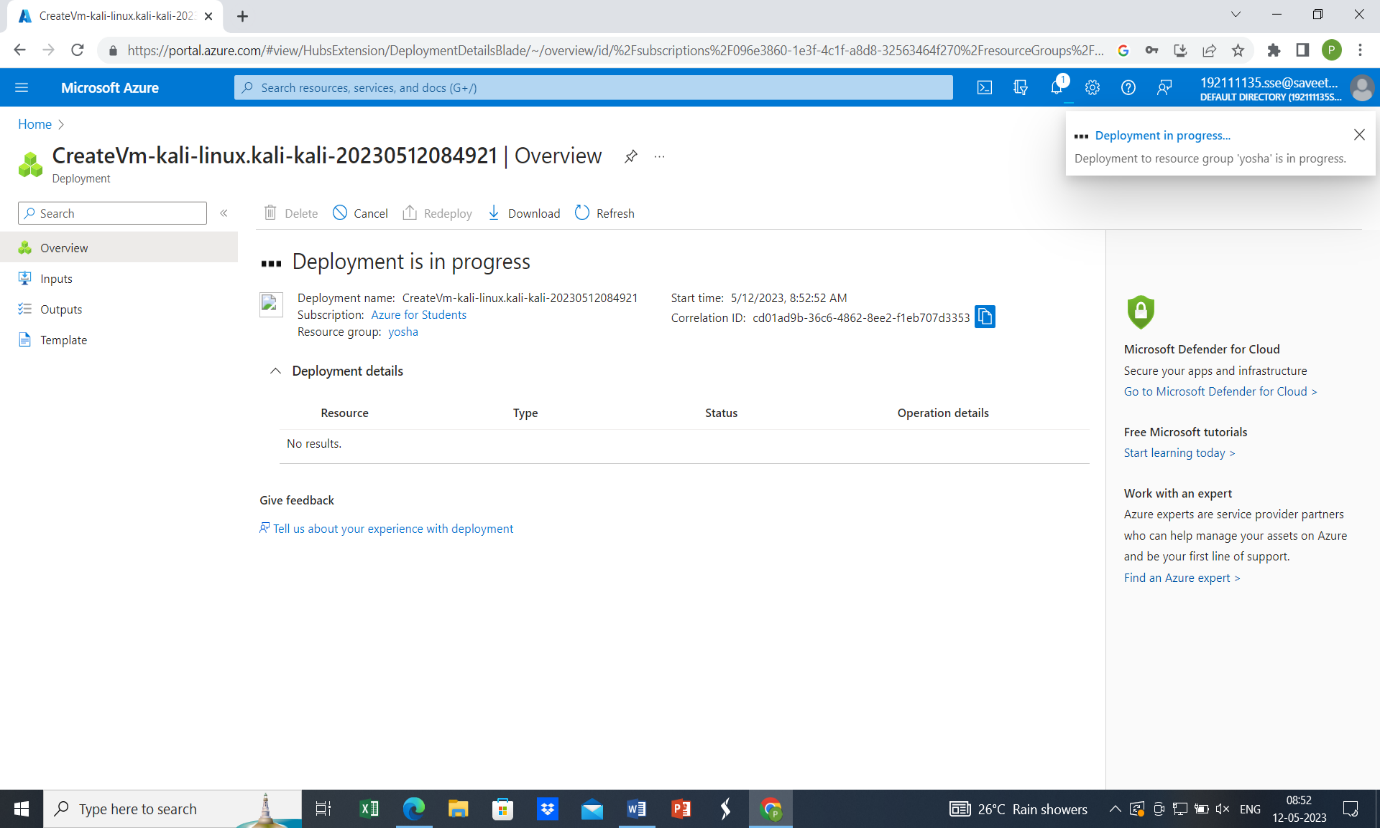 CreateVm-kali-linux.kali-kali-202
https://portal.azure.com/#view/HubsExtension/DeploymentDetailsBlade/~/overview/id/%2Fsubscriptions%2F096e3860-1e3f-4c1f-a8d8-32563464f270%2FresourceGroups%2F...
P
Microsoft Azure
Search resources, services, and docs (G+/)
1
192111135.sse@saveet...
DEFAULT DIRECTORY (192111135S...
Home
Deployment in progress...
Deployment to resource group 'yosha' is in progress.
CreateVm-kali-linux.kali-kali-20230512084921 | Overview
Deployment
Search
Delete
Cancel
Redeploy
Download
Refresh
Overview
Inputs
Outputs
Template
Deployment is in progress
Deployment name: CreateVm-kali-linux.kali-kali-20230512084921
Subscription: Azure for Students
Resource group: yosha
Start time: 5/12/2023, 8:52:52 AM
Correlation ID: cd01ad9b-36c6-4862-8ee2-f1eb707d3353
Deployment details
Resource Type Status Operation details
No results.
Give feedback
Tell us about your experience with deployment
Microsoft Defender for Cloud
Secure your apps and infrastructure
Go to Microsoft Defender for Cloud >
Free Microsoft tutorials
Start learning today >
Work with an expert
Azure experts are service provider partners
who can help manage your assets on Azure
and be your first line of support.
Find an Azure expert >
Type here to search
26°C Rain showers
ENG
08:52
12-05-2023